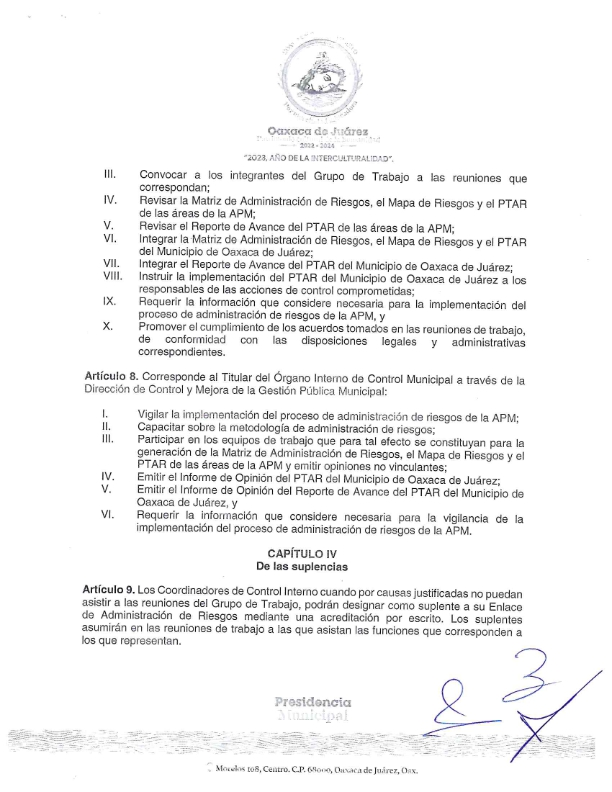 Oaxaca de Juárez
2022 - 2024
"2023, AÑO DE LA INTERCULTURALIDAD".
III. Convocar a los integrantes del Grupo de Trabajo a las reuniones que
correspondan;
IV. Revisar la Matriz de Administración de Riesgos, el Mapa de Riesgos y el PTAR
de las áreas de la APM;
V. Revisar el Reporte de Avance del PTAR de las áreas de la APM;
VI. Integrar la Matriz de Administración de Riesgos, el Mapa de Riesgos y el PTAR
del Municipio de Oaxaca de Juárez;
VII. Integrar el Reporte de Avance del PTAR del Municipio de Oaxaca de Juárez;
VIII. Instruir la implementación del PTAR del Municipio de Oaxaca de Juárez a los
responsables de las acciones de control comprometidas;
IX. Requerir la información que considere necesaria para la implementación del
proceso de administración de riesgos de la APM, y
X. Promover el cumplimiento de los acuerdos tomados en las reuniones de trabajo,
de conformidad con las disposiciones legales y administrativas
correspondientes.
Artículo 8. Corresponde al Titular del Órgano Interno de Control Municipal a través de la
Dirección de Control y Mejora de la Gestión Pública Municipal:
I. Vigilar la implementación del proceso de administración de riesgos de la APM;
II. Capacitar sobre la metodología de administración de riesgos;
III. Participar en los equipos de trabajo que para tal efecto se constituyan para la
generación de la Matriz de Administración de Riesgos, el Mapa de Riesgos y el
PTAR de las áreas de la APM y emitir opiniones no vinculantes;
IV. Emitir el Informe de Opinión del PTAR del Municipio de Oaxaca de Juárez;
V. Emitir el Informe de Opinión del Reporte de Avance del PTAR del Municipio de
Oaxaca de Juárez, y
VI. Requerir la información que considere necesaria para la vigilancia de la
implementación del proceso de administración de riesgos de la APM.
CAPÍTULO IV
De las suplencias
Artículo 9. Los Coordinadores de Control Interno cuando por causas justificadas no puedan
asistir a las reuniones del Grupo de Trabajo, podrán designar como suplente a su Enlace
de Administración de Riesgos mediante una acreditación por escrito. Los suplentes
asumirán en las reuniones de trabajo a las que asistan las funciones que corresponden a
los que representan.
Presidencia
Municipal
Morelos 108, Centro. C.P. 68000, Oaxaca de Juárez, Oax.